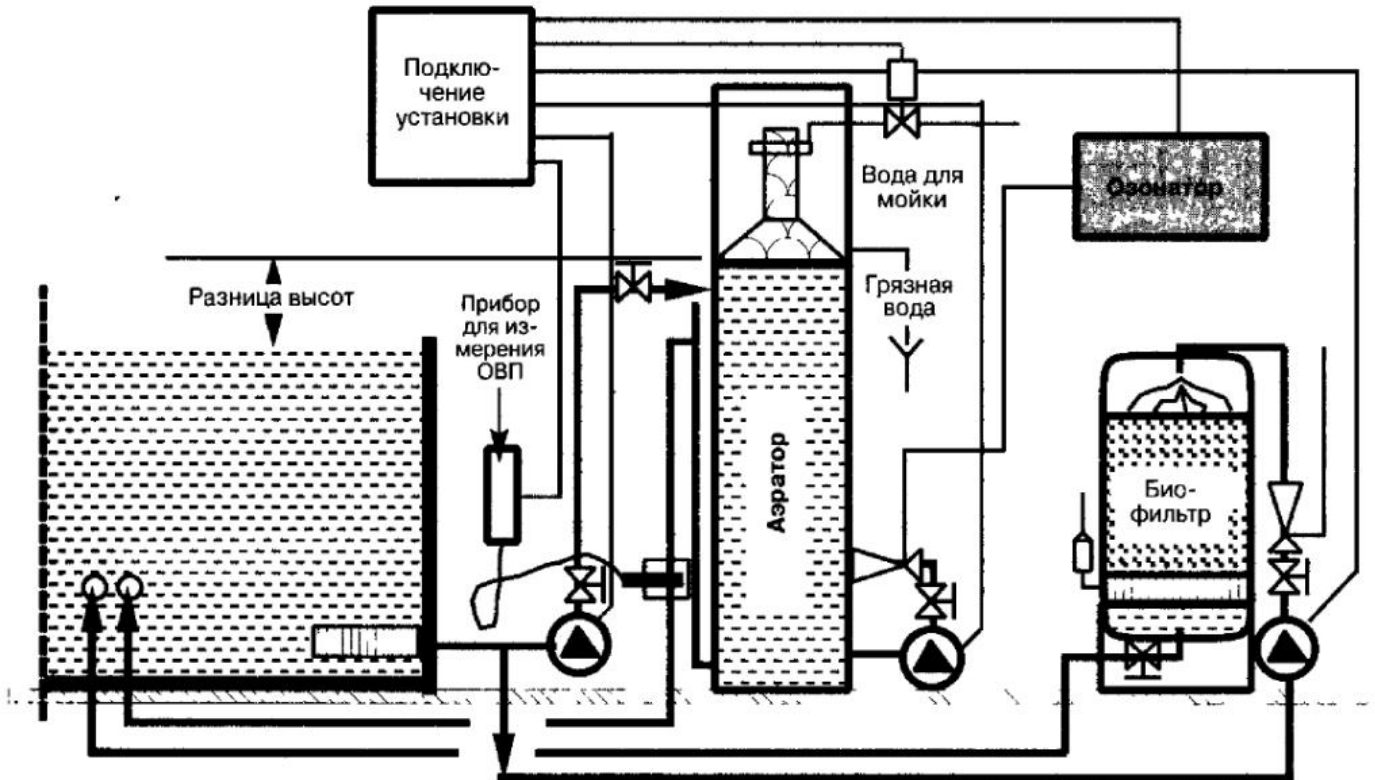 Подклю-
чение
установки
Вода для
мойки
Озонатор
Разница высот
Прибор
для из-
мерения
ОВП
Грязная
вода
Аэратор
Био-
фильтр